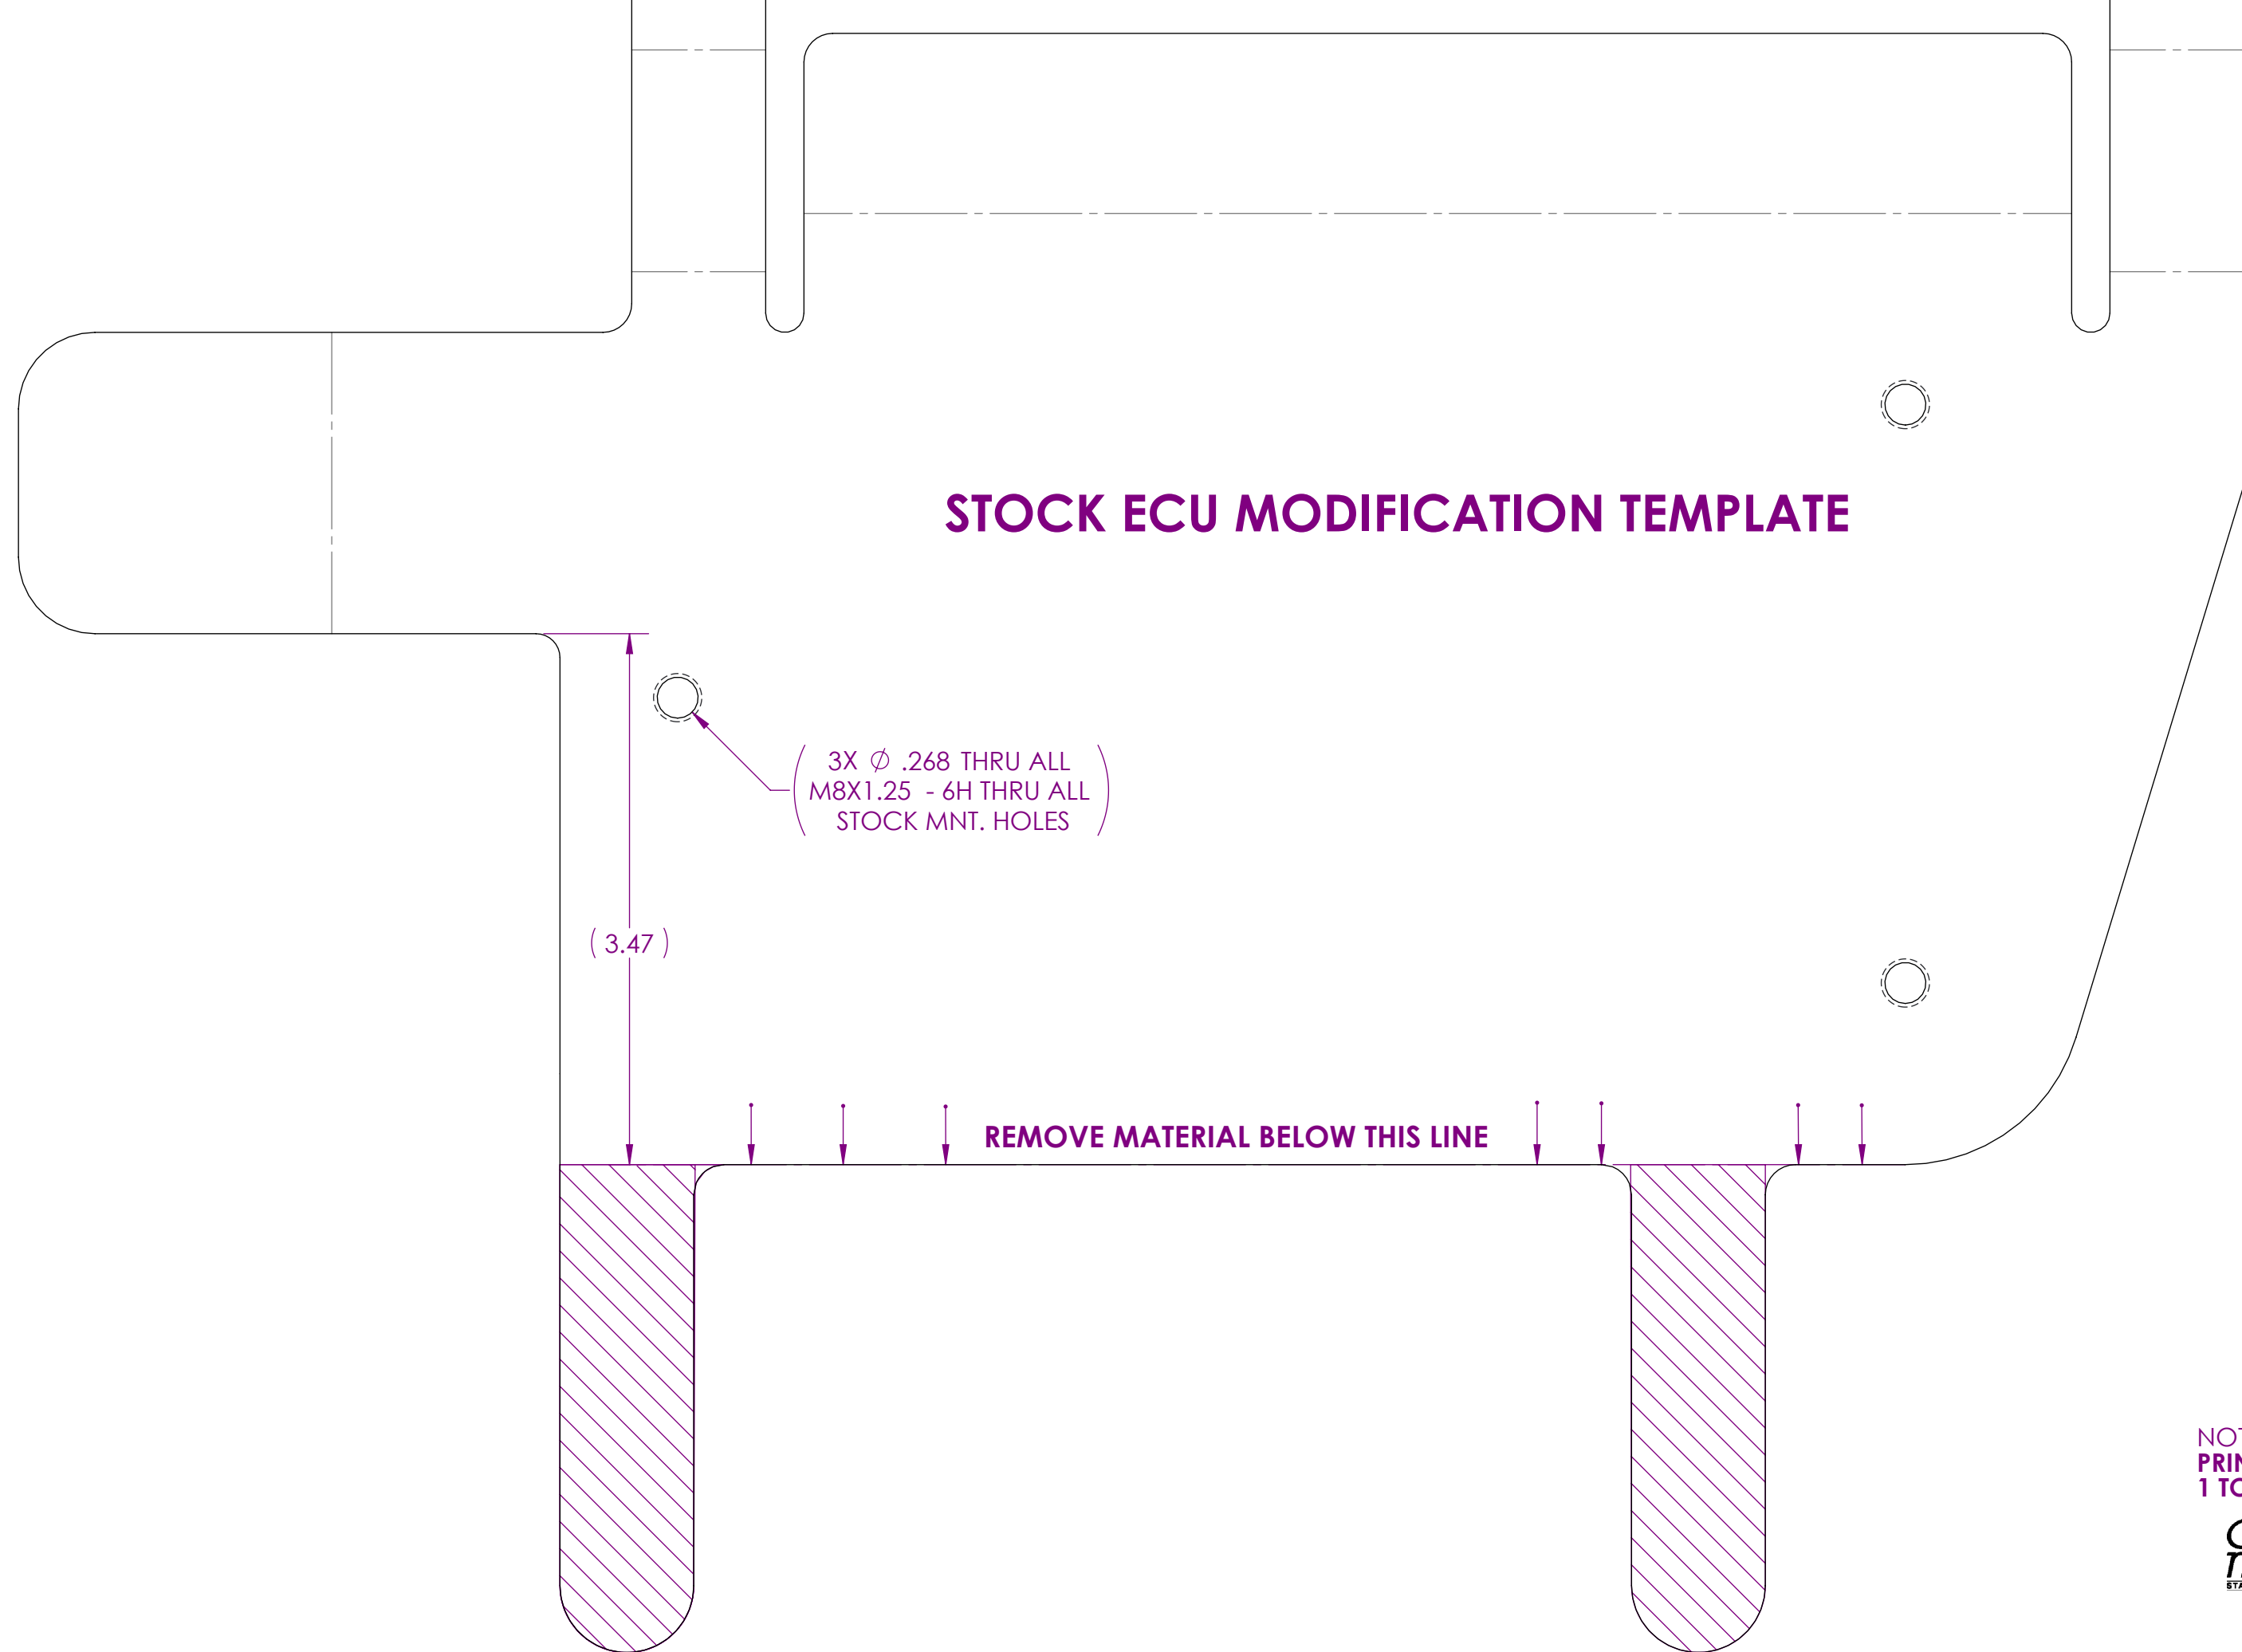 STOCK ECU MODIFICATION TEMPLATE
3X ∅ .268 THRU ALL
M8X1.25 - 6H THRU ALL
STOCK MNT. HOLES
(3.47)
REMOVE MATERIAL BELOW THIS LINE
1